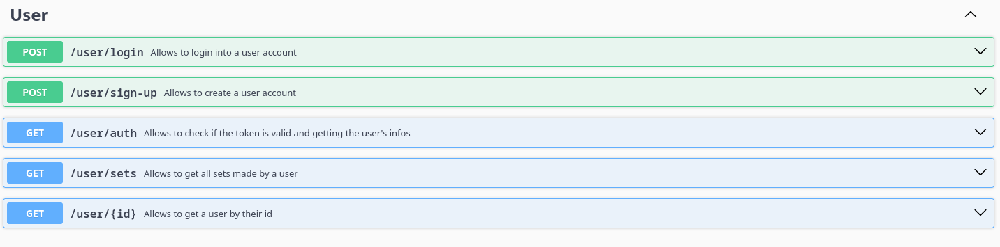 User
POST /user/login Allows to login into a user account
POST /user/sign-up Allows to create a user account
GET /user/auth Allows to check if the token is valid and getting the user's infos
GET /user/sets Allows to get all sets made by a user
GET /user/{id} Allows to get a user by their id